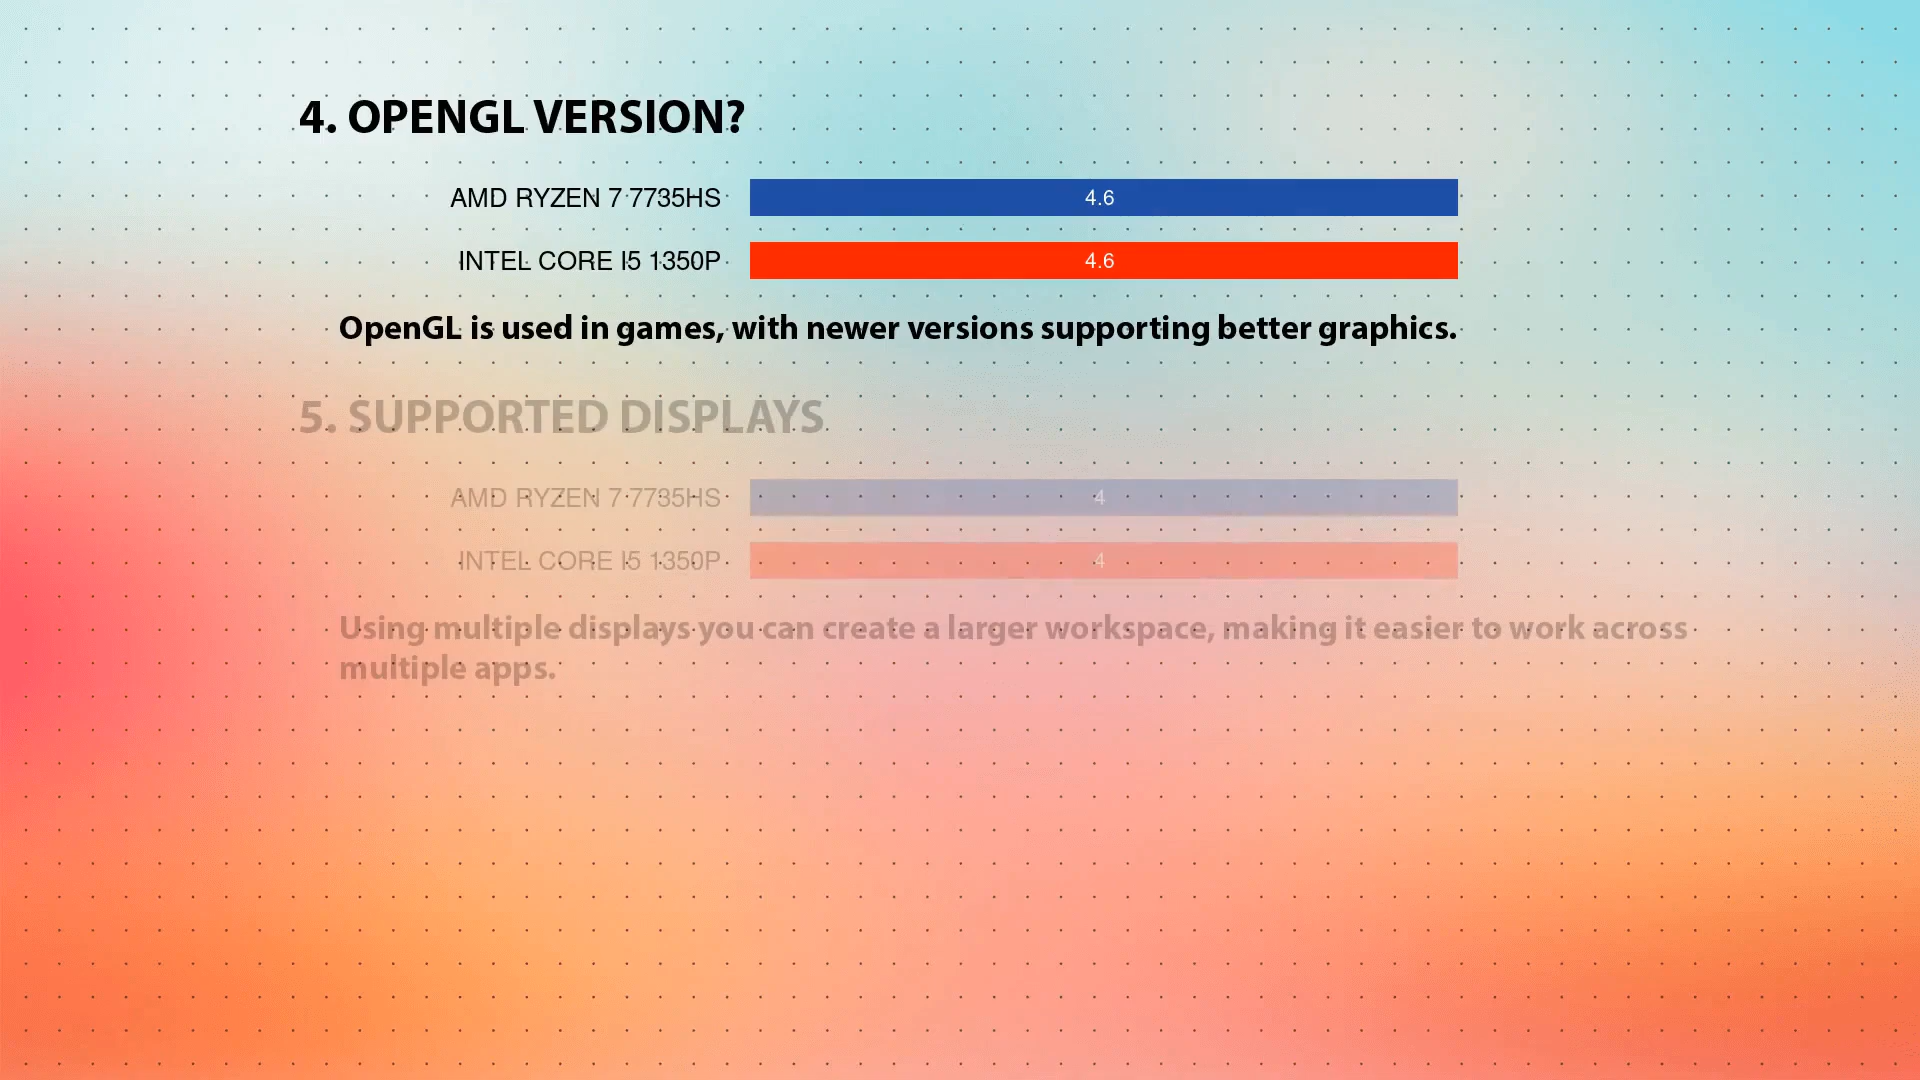 4. OPENGL VERSION?
AMD RYZEN 7 7735HS
4.6
INTEL CORE I5 1350P
4.6
OpenGL is used in games, with newer versions supporting better graphics.
5. SUPPORTED DISPLAYS
AMD RYZEN 7 7735HS
4
INTEL CORE I5 1350P
4
Using multiple displays you can create a larger workspace, making it easier to work across
multiple apps.